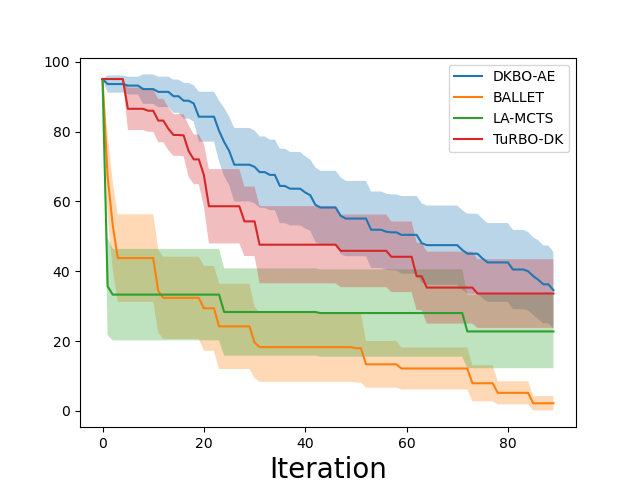 100
80
60
40
20
0
DKBO-AE
BALLET
LA-MCTS
TuRBO-DK
0 20 40 60 80
Iteration